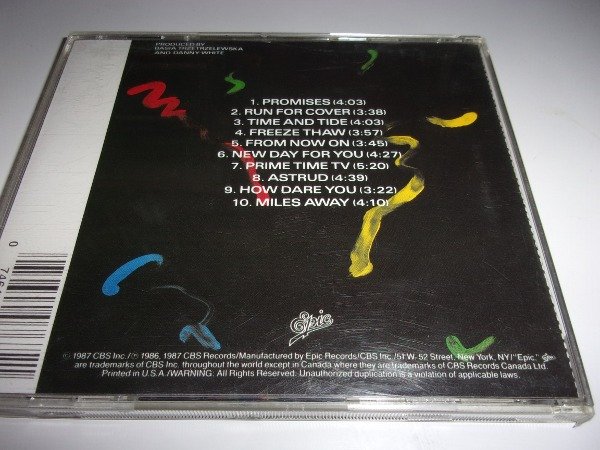 PRODUCED BY
BASIA TRZETRZELEWSKA
AND DANNY WHITE
1. PROMISES (4:03)
2. RUN FOR COVER (3:38)
3. TIME AND TIDE (4:03)
4. FREEZE THAW (3:57)
5. FROM NOW ON (3:45)
6. NEW DAY FOR YOU (4:27)
7. PRIME TIME TV (5:20)
8. ASTRUD (4:39)
9. HOW DARE YOU (3:22)
10. MILES AWAY (4:10)
Epic
© 1987 CBS Inc./℗ 1986, 1987 CBS Records/Manufactured by Epic Records/CBS Inc./51 W. 52 Street, New York, NY/"Epic,"
are trademarks of CBS Inc. throughout the world except in Canada where they are trademarks of CBS Records Canada Ltd.
Printed in U.S.A./WARNING: All Rights Reserved. Unauthorized duplication is a violation of applicable laws.
0